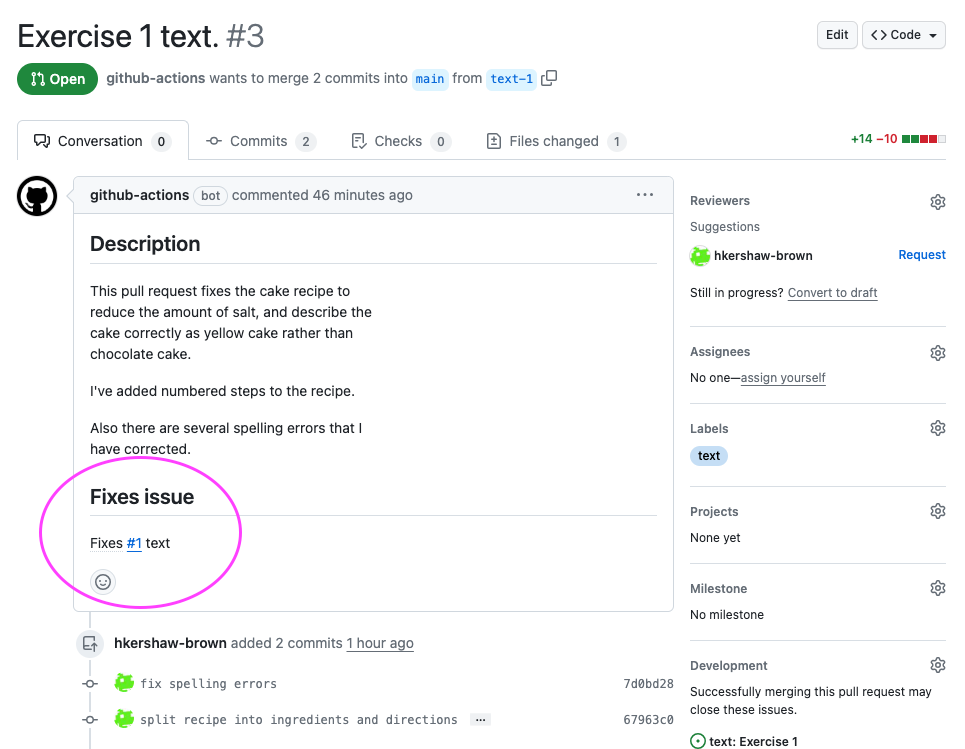 Exercise 1 text. #3
Edit
Code
Open
github-actions wants to merge 2 commits into main from text-1
Conversation 0
Commits 2
Checks 0
Files changed 1
+14 −10
github-actions bot commented 46 minutes ago
Description
This pull request fixes the cake recipe to
reduce the amount of salt, and describe the
cake correctly as yellow cake rather than
chocolate cake.
I've added numbered steps to the recipe.
Also there are several spelling errors that I
have corrected.
Fixes issue
Fixes #1 text
hkershaw-brown added 2 commits 1 hour ago
fix spelling errors 7d0bd28
split recipe into ingredients and directions ... 67963c0
Reviewers
Suggestions
hkershaw-brown Request
Still in progress? Convert to draft
Assignees
No one—assign yourself
Labels
text
Projects
None yet
Milestone
No milestone
Development
Successfully merging this pull request may
close these issues.
text: Exercise 1